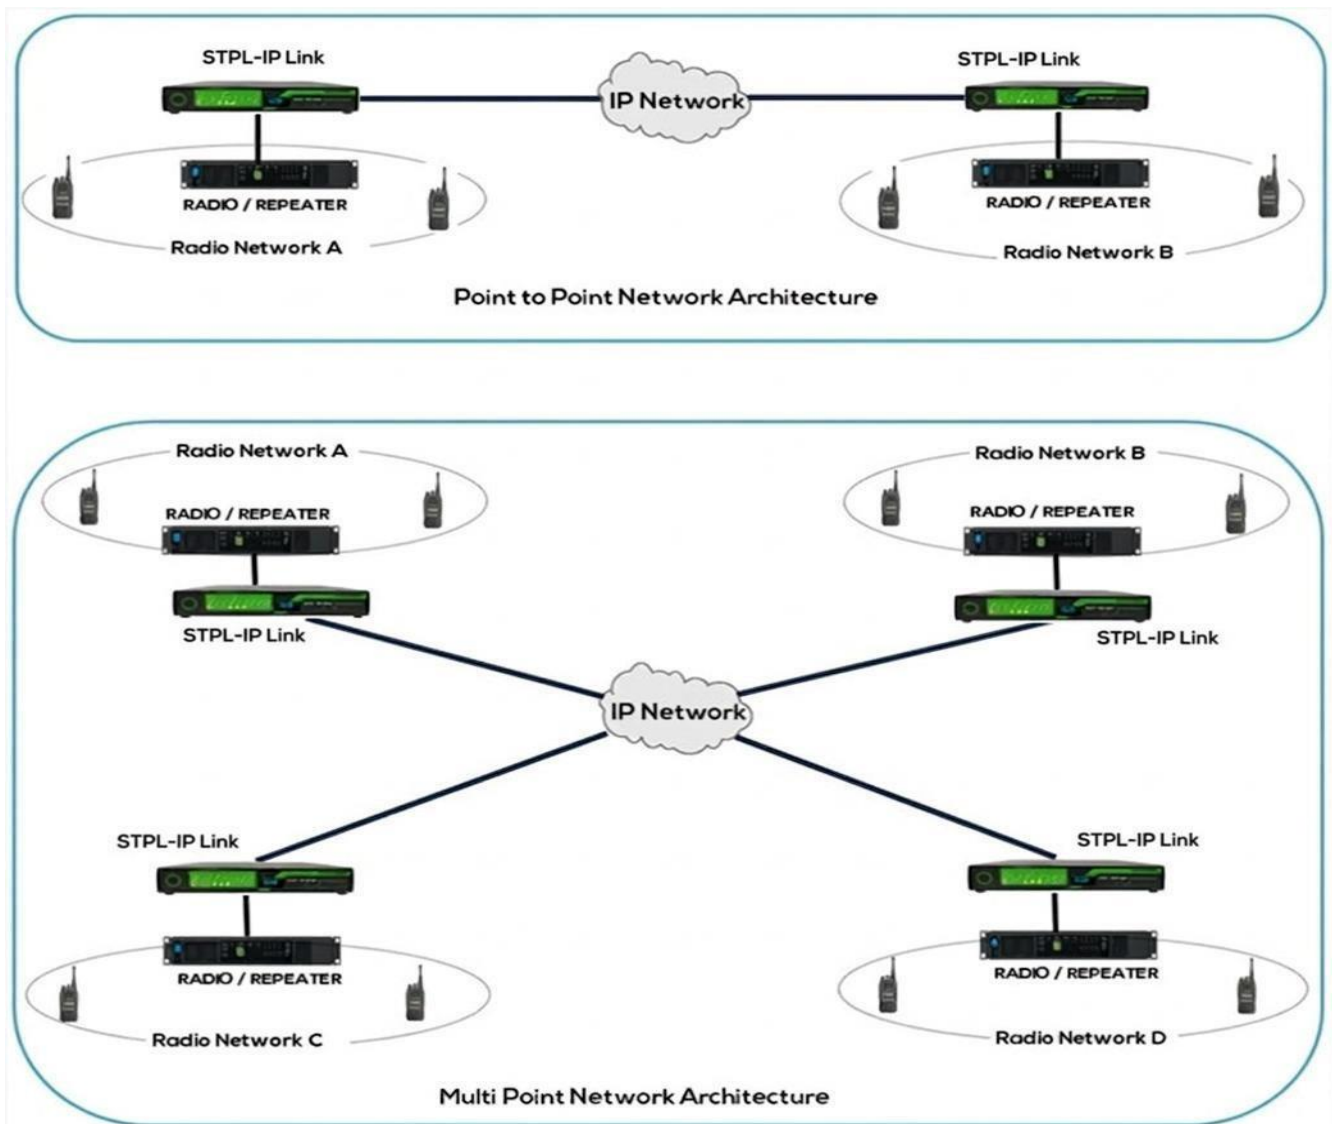 STPL-IP Link
STPL-IP Link
IP Network
RADIO / REPEATER
RADIO / REPEATER
Radio Network A
Radio Network B
Point to Point Network Architecture
Radio Network A
Radio Network B
RADIO / REPEATER
RADIO / REPEATER
STPL-IP Link
STPL-IP Link
IP Network
STPL-IP Link
STPL-IP Link
RADIO / REPEATER
RADIO / REPEATER
Radio Network C
Radio Network D
Multi Point Network Architecture